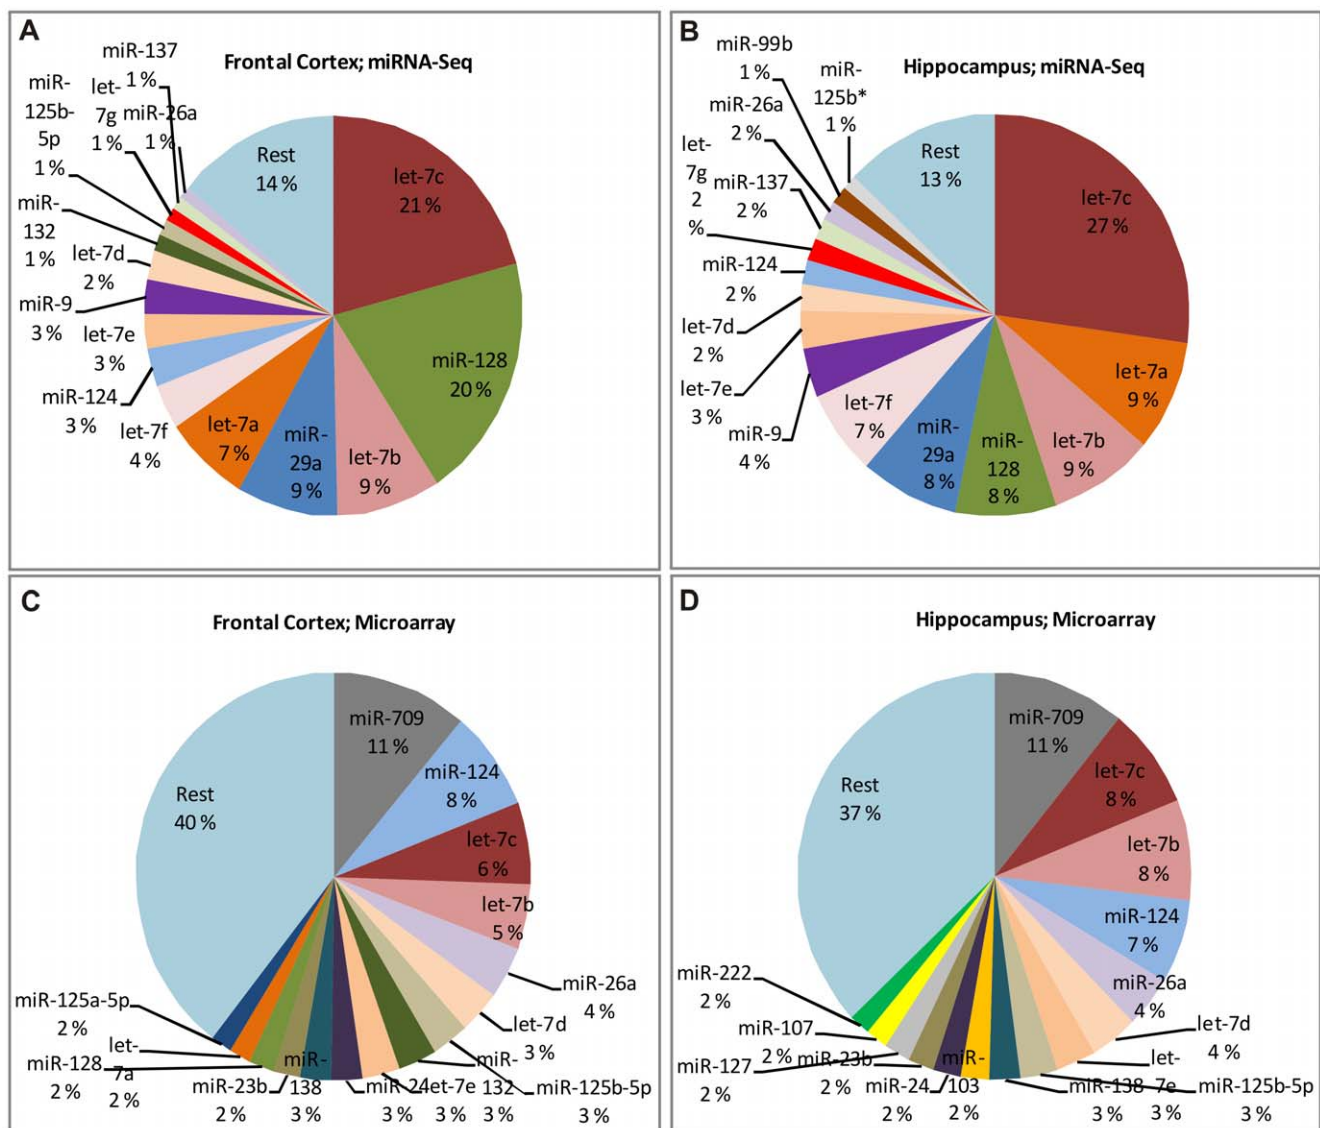 A
Frontal Cortex; miRNA-Seq
miR-137
1 %
let-
7g
1 %
miR-26a
1 %
miR-
125b-
5p
1 %
miR-
132
1 %
let-7d
2 %
miR-9
3 %
let-7e
3 %
miR-124
3 %
let-7f
4 %
let-7a
7 %
miR-
29a
9 %
let-7b
9 %
miR-128
20 %
let-7c
21 %
Rest
14 %
B
Hippocampus; miRNA-Seq
miR-99b
1 %
miR-
125b*
1 %
miR-26a
2 %
let-
7g
2
%
miR-137
2 %
miR-124
2 %
let-7d
2 %
let-7e
3 %
miR-9
4 %
let-7f
7 %
miR-
29a
8 %
miR-
128
8 %
let-7b
9 %
let-7a
9 %
let-7c
27 %
Rest
13 %
C
Frontal Cortex; Microarray
miR-709
11 %
miR-124
8 %
let-7c
6 %
let-7b
5 %
miR-26a
4 %
let-7d
3 %
miR-125b-5p
3 %
miR-
132
3 %
let-7e
3 %
miR-24
3 %
miR-
138
3 %
miR-23b
2 %
miR-128
2 %
let-
7a
2 %
miR-125a-5p
2 %
Rest
40 %
D
Hippocampus; Microarray
miR-709
11 %
let-7c
8 %
let-7b
8 %
miR-124
7 %
miR-26a
4 %
let-7d
4 %
let-
7e
3 %
miR-125b-5p
3 %
miR-138
3 %
miR-
103
2 %
miR-24
2 %
miR-23b
2 %
miR-127
2 %
miR-107
2 %
miR-222
2 %
Rest
37 %